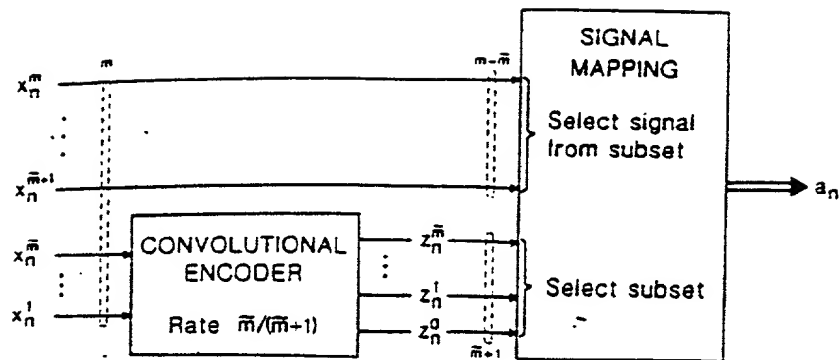 SIGNAL
MAPPING
m
m-m̃
x_n^m
Select signal
from subset
x_n^{m̃+1}
a_n
x_n^{m̃}
CONVOLUTIONAL
ENCODER
z_n^{m̃}
Select subset
x_n^1
Rate m̃/(m̃+1)
z_n^1
z_n^0
m̃+1